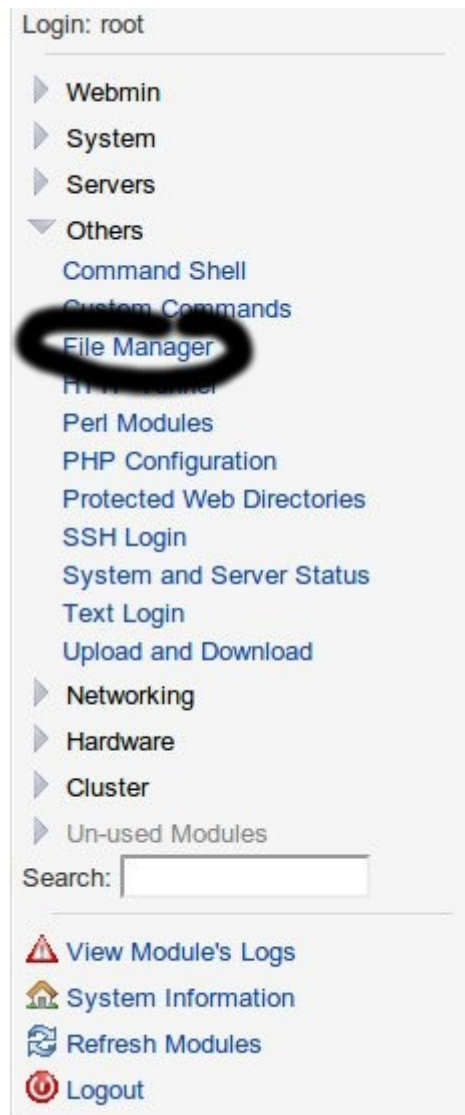 Login: root
Webmin
System
Servers
Others
Command Shell
Custom Commands
File Manager
Perl Modules
PHP Configuration
Protected Web Directories
SSH Login
System and Server Status
Text Login
Upload and Download
Networking
Hardware
Cluster
Un-used Modules
Search:
View Module's Logs
System Information
Refresh Modules
Logout